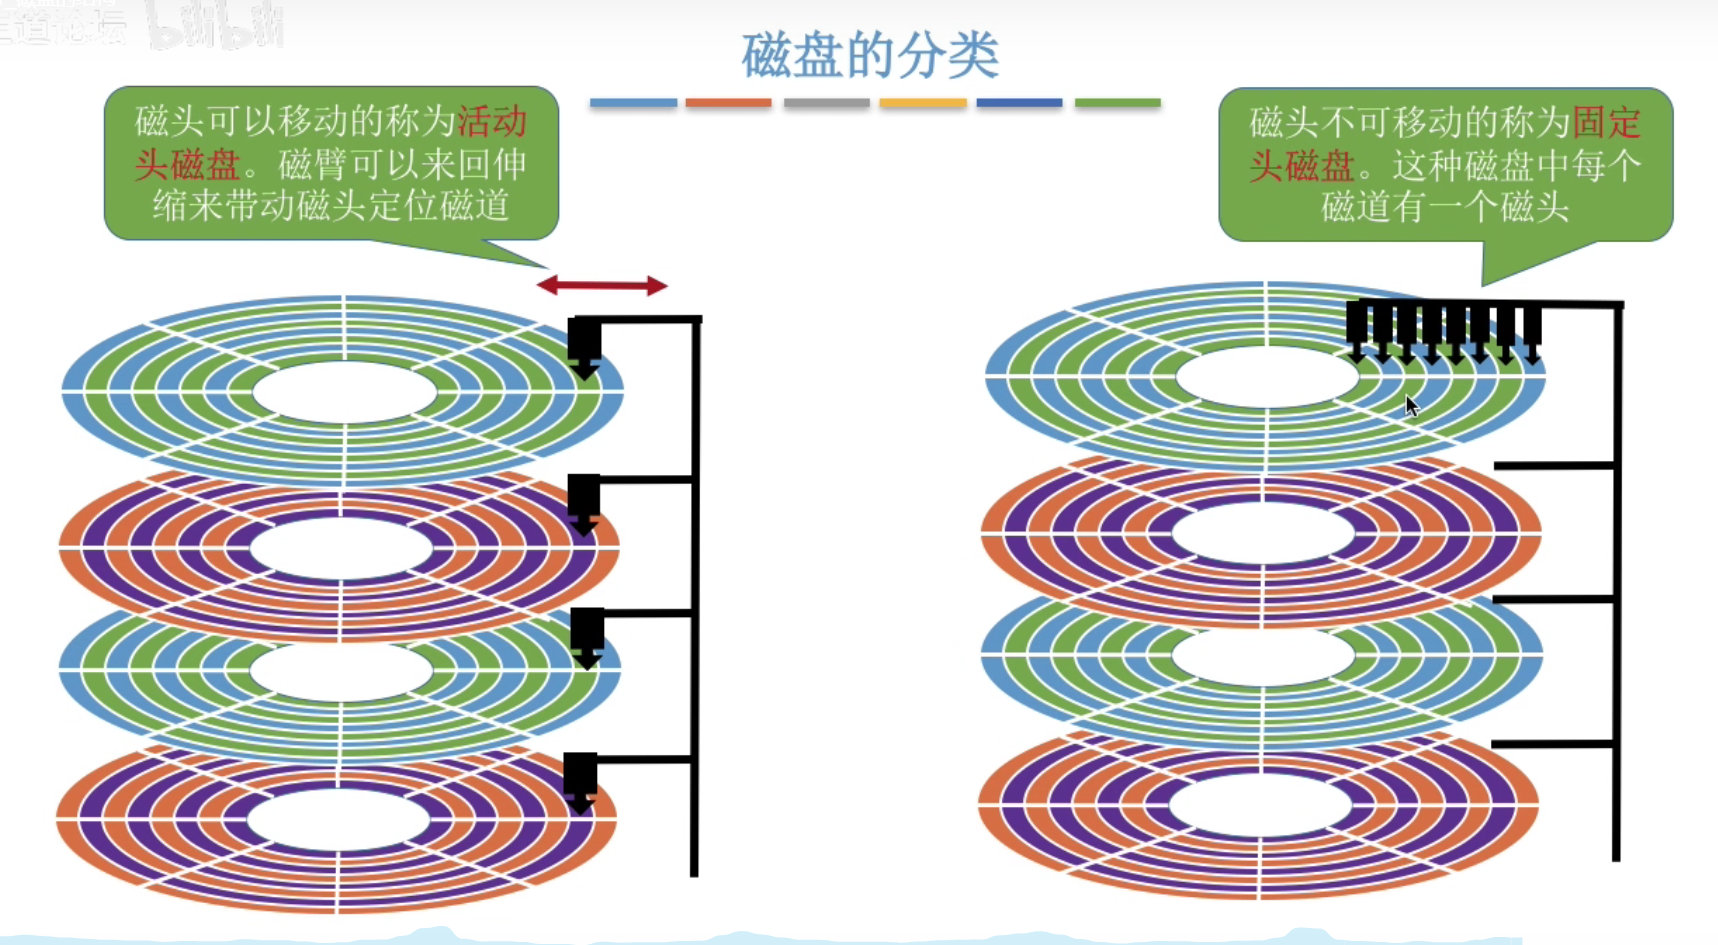 王道论坛 bilibili
磁盘的分类
磁头可以移动的称为活动
头磁盘。磁臂可以来回伸
缩来带动磁头定位磁道
磁头不可移动的称为固定
头磁盘。这种磁盘中每个
磁道有一个磁头